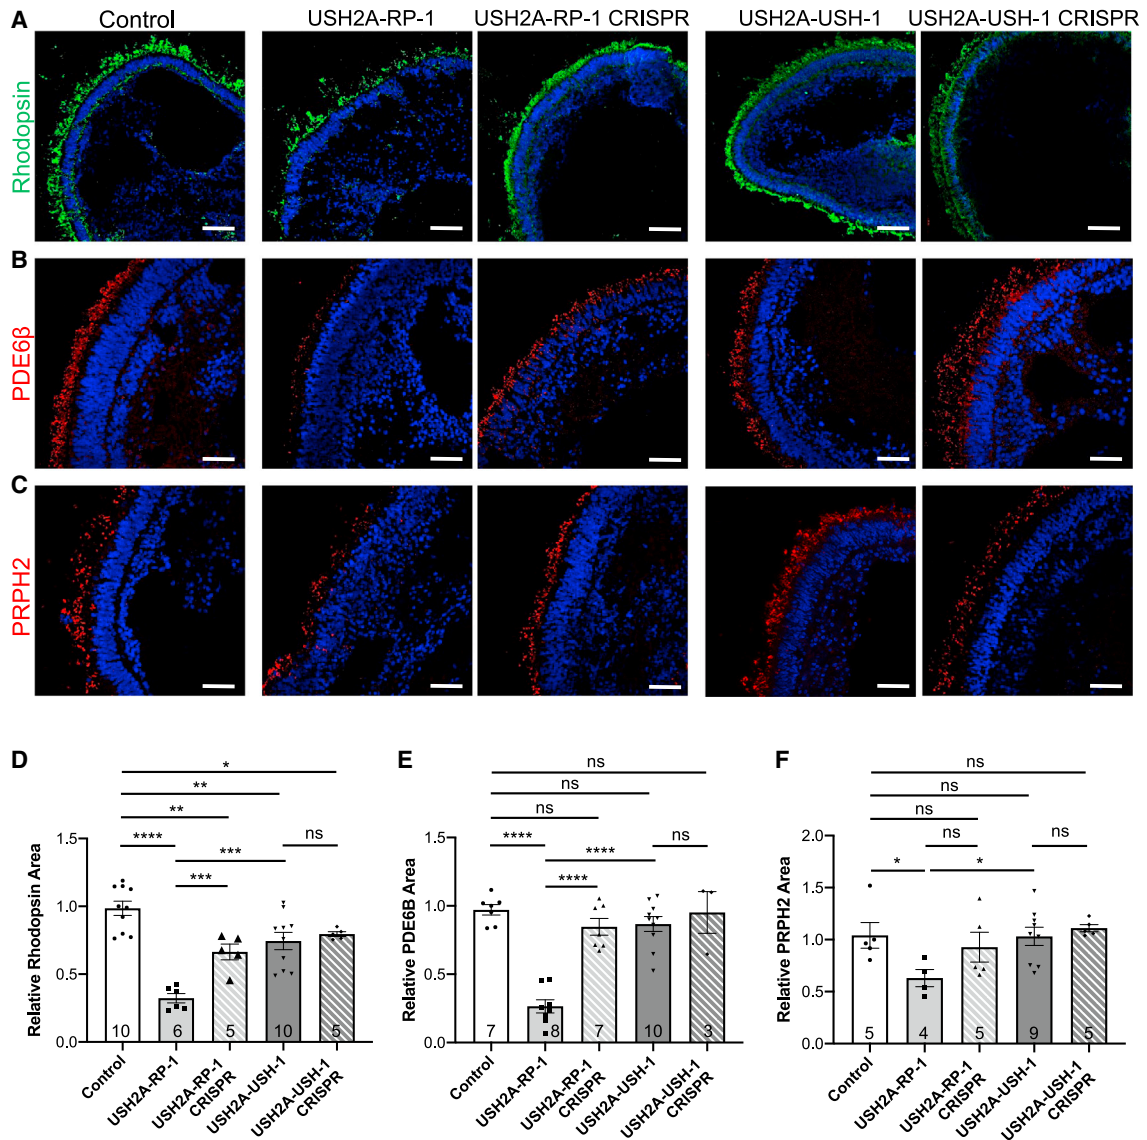 A
Control
USH2A-RP-1
USH2A-RP-1 CRISPR
USH2A-USH-1
USH2A-USH-1 CRISPR
Rhodopsin
B
PDE6β
C
PRPH2
D
*
**
**
****
***
ns
***
Relative Rhodopsin Area
1.5
1.0
0.5
0.0
10
6
5
10
5
Control
USH2A-RP-1
USH2A-RP-1
CRISPR
USH2A-USH-1
USH2A-USH-1
CRISPR
E
ns
ns
ns
****
****
ns
****
Relative PDE6B Area
1.5
1.0
0.5
0.0
7
8
7
10
3
Control
USH2A-RP-1
USH2A-RP-1
CRISPR
USH2A-USH-1
USH2A-USH-1
CRISPR
F
ns
ns
ns
ns
ns
*
*
Relative PRPH2 Area
2.0
1.5
1.0
0.5
0.0
5
4
5
9
5
Control
USH2A-RP-1
USH2A-RP-1
CRISPR
USH2A-USH-1
USH2A-USH-1
CRISPR